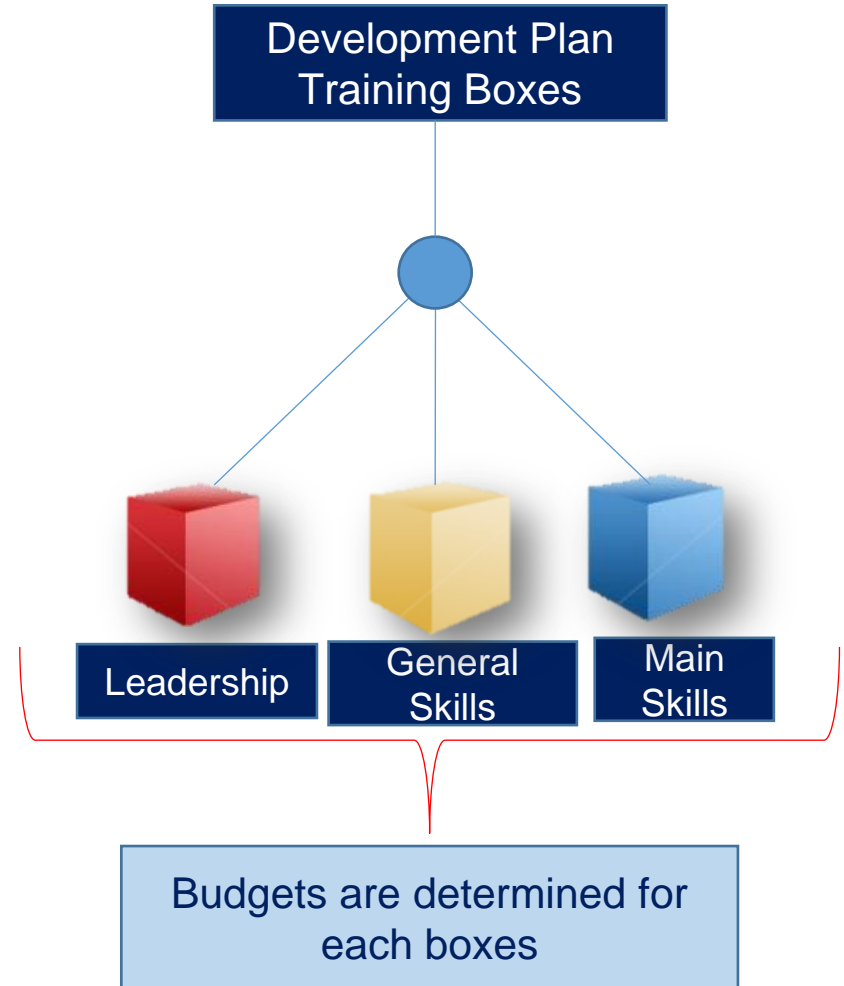 Development Plan
Training Boxes
Leadership
General
Skills
Main
Skills
Budgets are determined for
each boxes